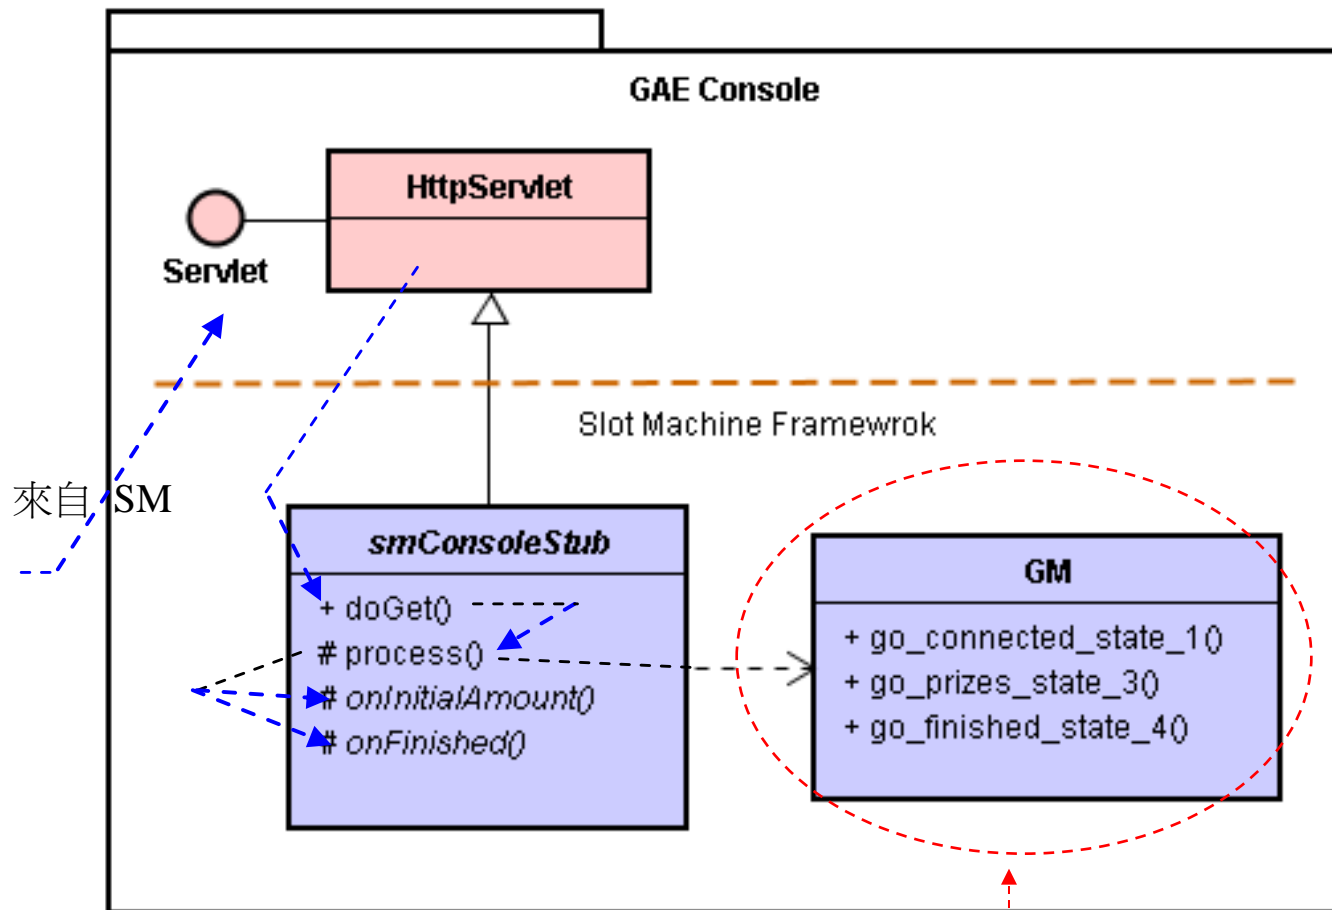 GAE Console
HttpServlet
Servlet
Slot Machine Framewrok
來自 SM
smConsoleStub
+ doGet()
# process()
# onInitialAmount()
# onFinished()
GM
+ go_connected_state_1()
+ go_prizes_state_3()
+ go_finished_state_4()